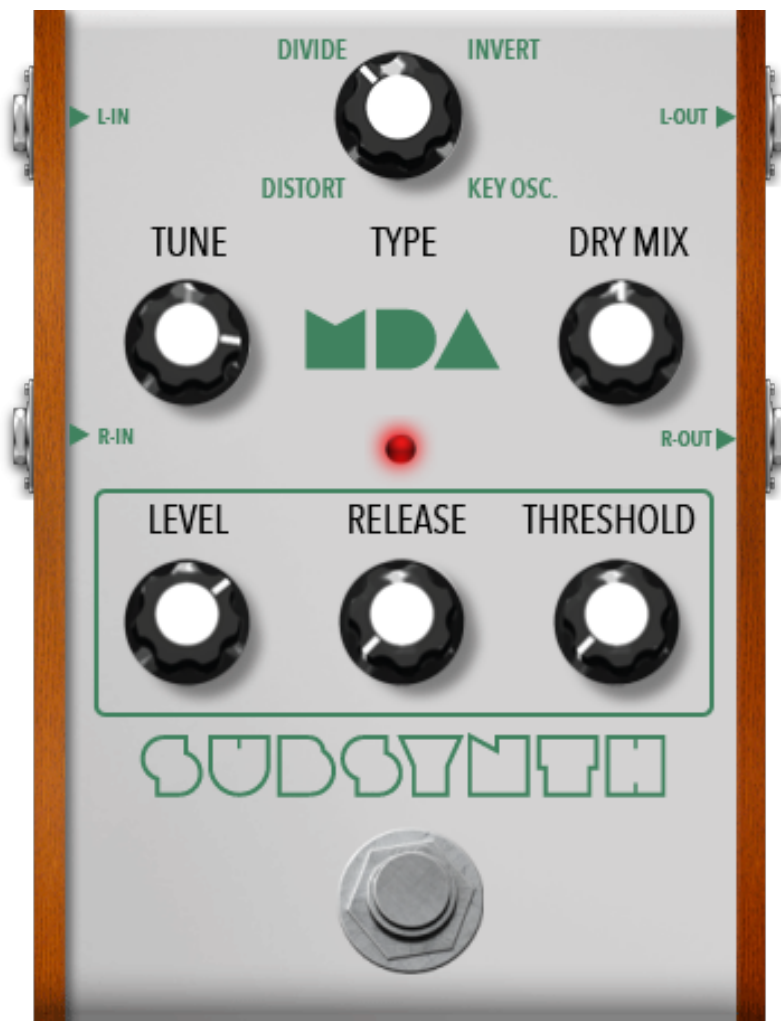 DIVIDE INVERT
L-IN L-OUT
DISTORT KEY OSC.
TUNE TYPE DRY MIX
MDA
R-IN R-OUT
LEVEL RELEASE THRESHOLD
SUBSYNTH